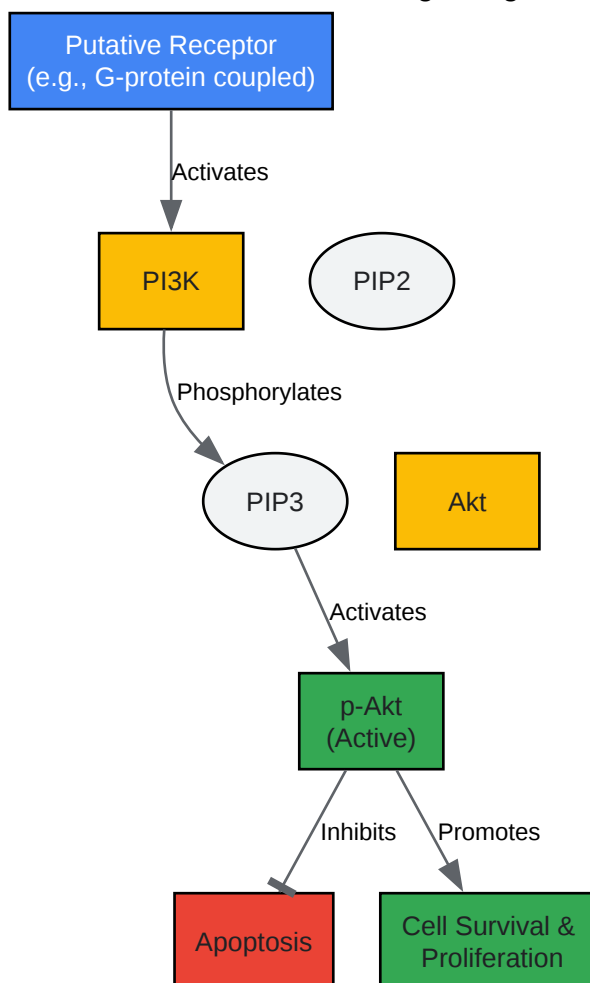 Putative Receptor
(e.g., G-protein coupled)
Activates
PI3K
PIP2
Phosphorylates
PIP3
Akt
Activates
p-Akt
(Active)
Inhibits
Promotes
Apoptosis
Cell Survival &
Proliferation